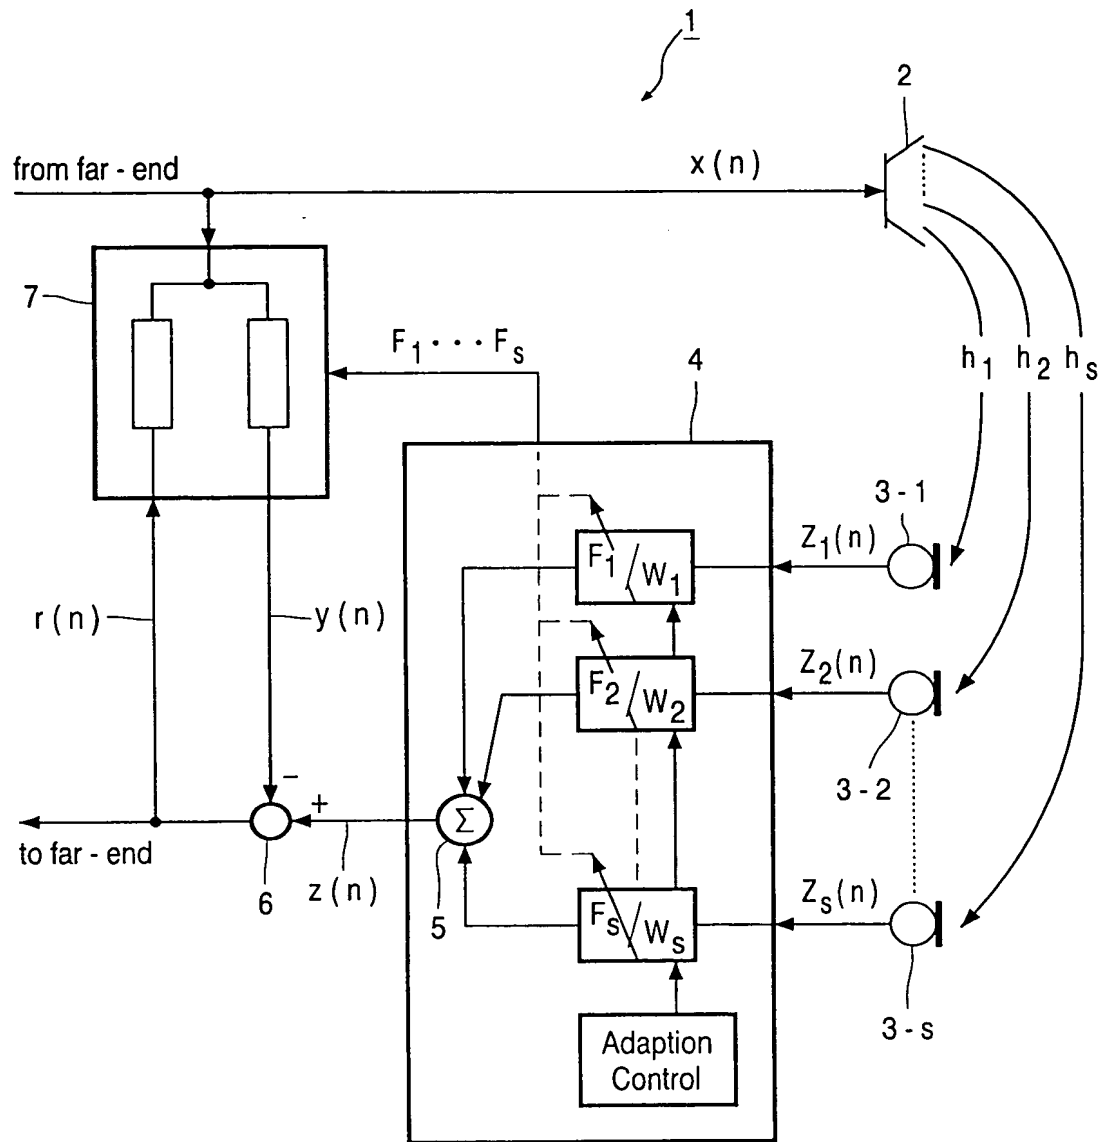 1
2
from far - end
x(n)
7
F1 · · · Fs
4
h1 h2 hs
3 - 1
F1 / W1
Z1(n)
r(n)
y(n)
F2 / W2
Z2(n)
3 - 2
−
+
Σ
to far - end
6
z(n)
5
Fs / Ws
Zs(n)
3 - s
Adaption
Control